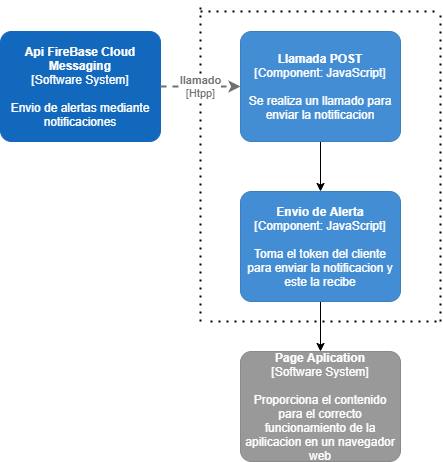 Api FireBase Cloud
Messaging
[Software System]
Envio de alertas mediante
notificaciones
llamado
[Htpp]
Llamada POST
[Component: JavaScript]
Se realiza un llamado para
enviar la notificacion
Envio de Alerta
[Component: JavaScript]
Toma el token del cliente
para enviar la notificacion y
este la recibe
Page Aplication
[Software System]
Proporciona el contenido
para el correcto
funcionamiento de la
apilicacion en un navegador
web